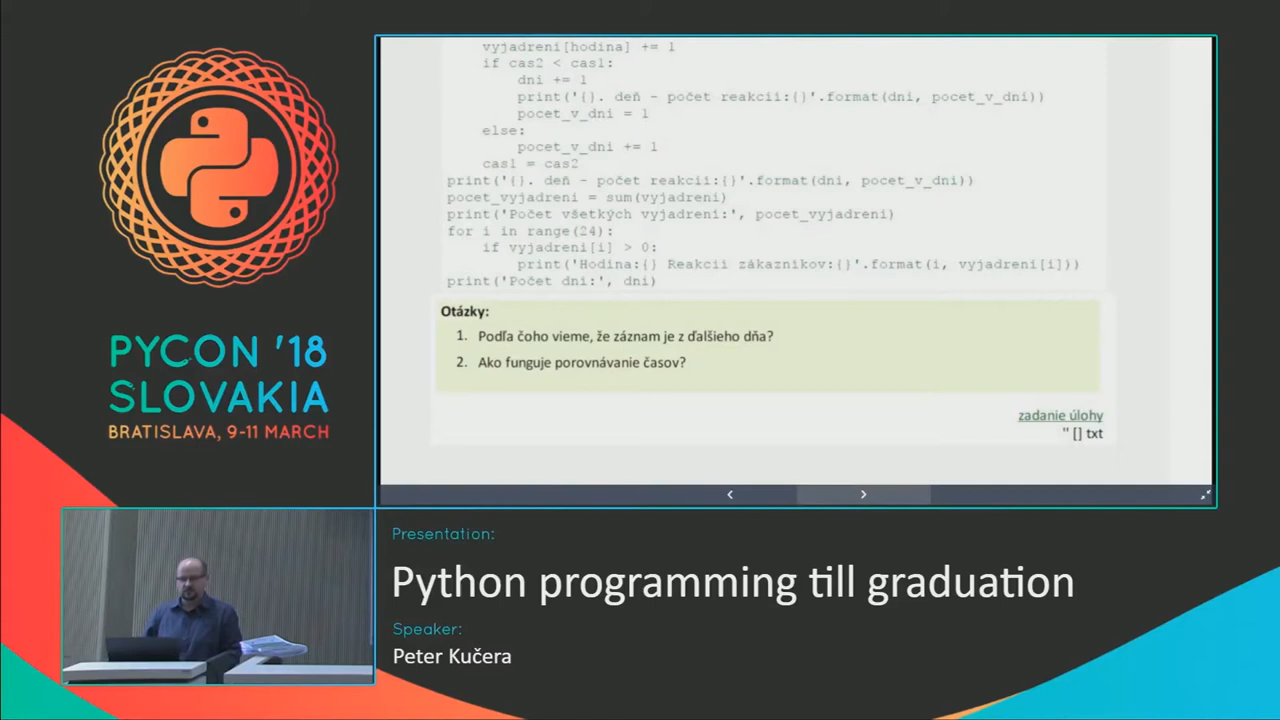 vyjadreni[hodina] += 1
if cas2 < cas1:
dni += 1
print('{}. deň - počet reakcií:{}'.format(dni, pocet_v_dni))
pocet_v_dni = 1
else:
pocet_v_dni += 1
cas1 = cas2
print('{}. deň - počet reakcií:{}'.format(dni, pocet_v_dni))
pocet_vyjadreni = sum(vyjadreni)
print('Počet všetkých vyjadrení:', pocet_vyjadreni)
for i in range(24):
if vyjadreni[i] > 0:
print('Hodina:{} Reakcií zákazníkov:{}'.format(i, vyjadreni[i]))
print('Počet dní:', dni)
Otázky:
1. Podľa čoho vieme, že záznam je z ďalšieho dňa?
2. Ako funguje porovnávanie časov?
zadanie úlohy
" [] txt
PYCON '18
SLOVAKIA
BRATISLAVA, 9-11 MARCH
Presentation:
Python programming till graduation
Speaker:
Peter Kučera